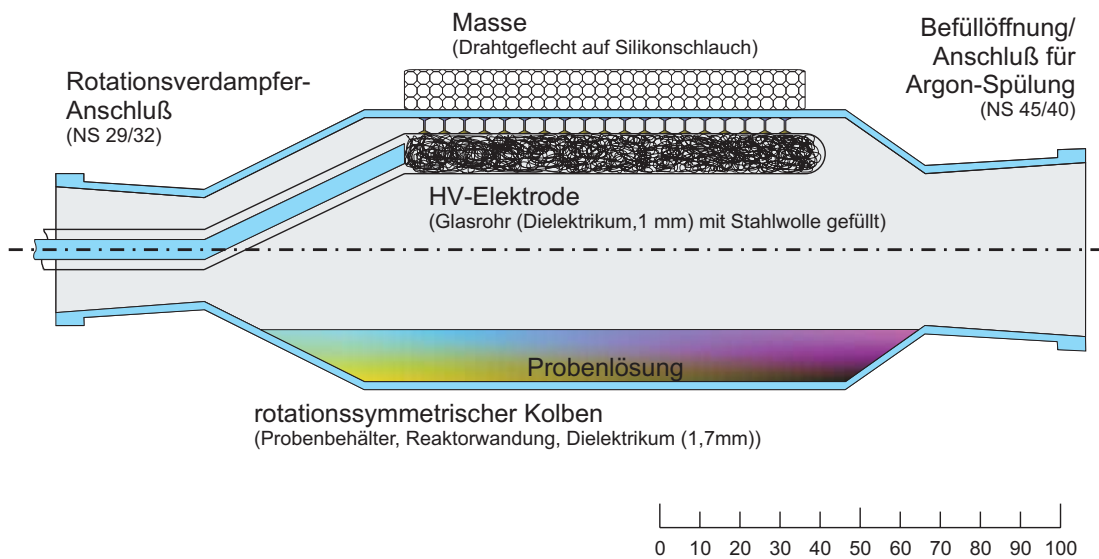 Masse
(Drahtgeflecht auf Silikonschlauch)
Befüllöffnung/
Anschluß für
Argon-Spülung
(NS 45/40)
Rotationsverdampfer-
Anschluß
(NS 29/32)
HV-Elektrode
(Glasrohr (Dielektrikum,1 mm) mit Stahlwolle gefüllt)
Probenlösung
rotationssymmetrischer Kolben
(Probenbehälter, Reaktorwandung, Dielektrikum (1,7mm))
0 10 20 30 40 50 60 70 80 90 100